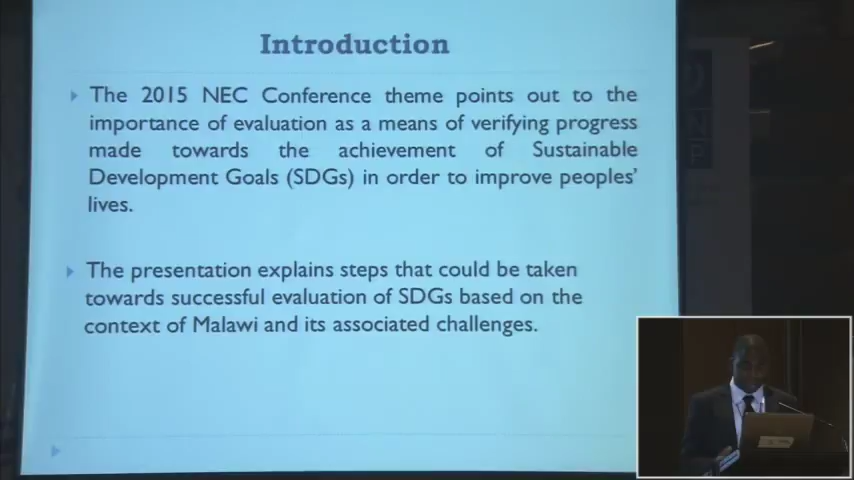 Introduction
The 2015 NEC Conference theme points out to the
importance of evaluation as a means of verifying progress
made towards the achievement of Sustainable
Development Goals (SDGs) in order to improve peoples'
lives.
The presentation explains steps that could be taken
towards successful evaluation of SDGs based on the
context of Malawi and its associated challenges.